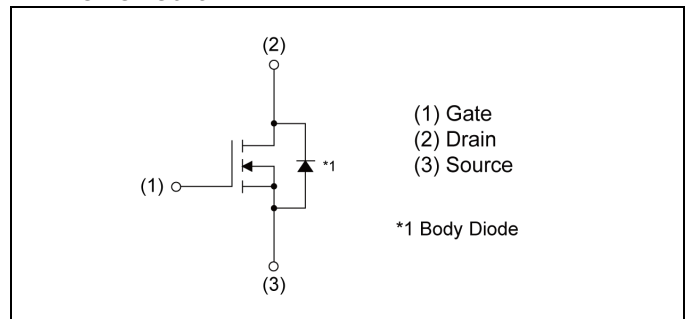 (2)
(1) Gate
(2) Drain
(3) Source
*1
(1)
*1 Body Diode
(3)